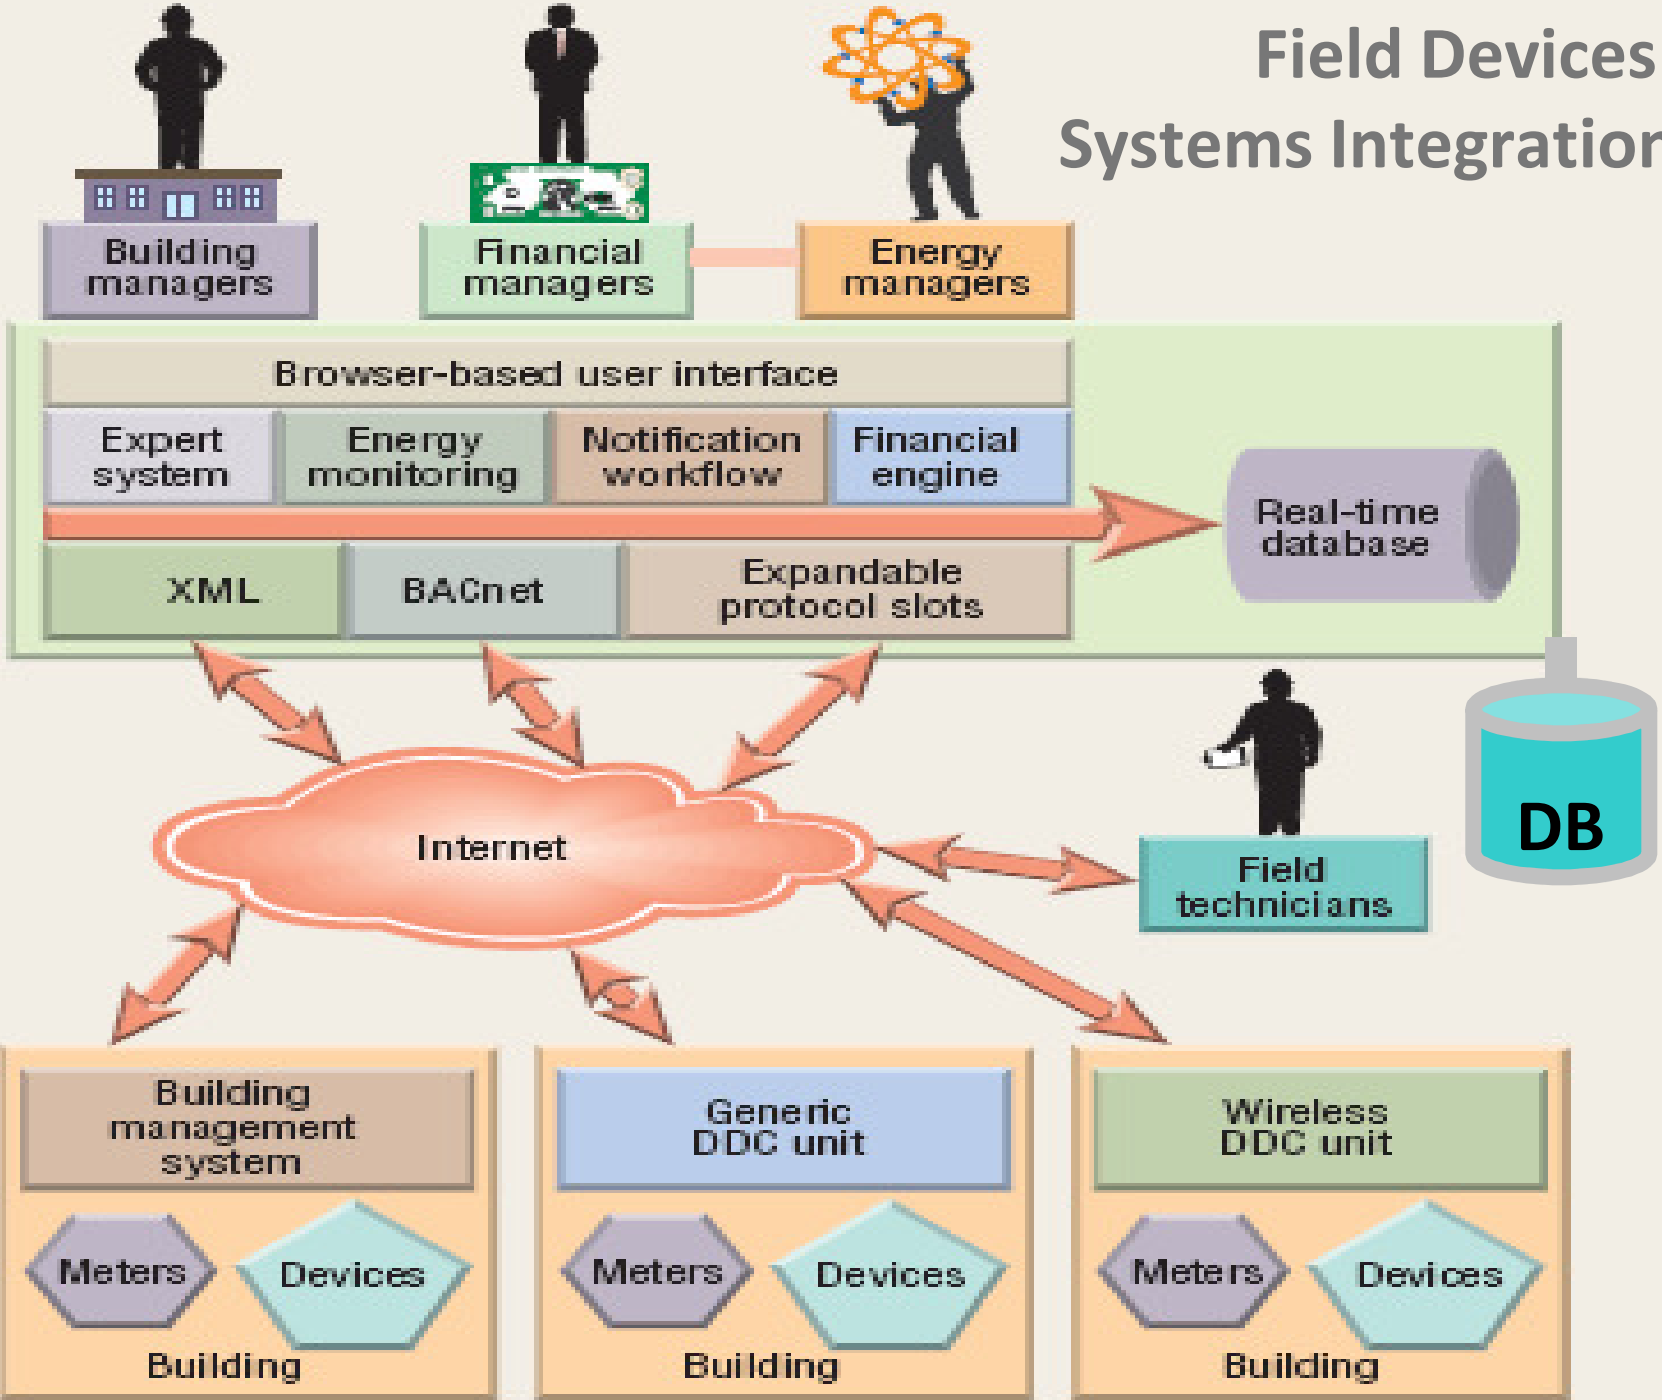 Field Devices
Systems Integration
Building
managers
Financial
managers
Energy
managers
Browser-based user interface
Expert
system
Energy
monitoring
Notification
workflow
Financial
engine
Real-time
database
XML
BACnet
Expandable
protocol slots
Internet
DB
Field
technicians
Building
management
system
Meters
Devices
Building
Generic
DDC unit
Meters
Devices
Building
Wireless
DDC unit
Meters
Devices
Building